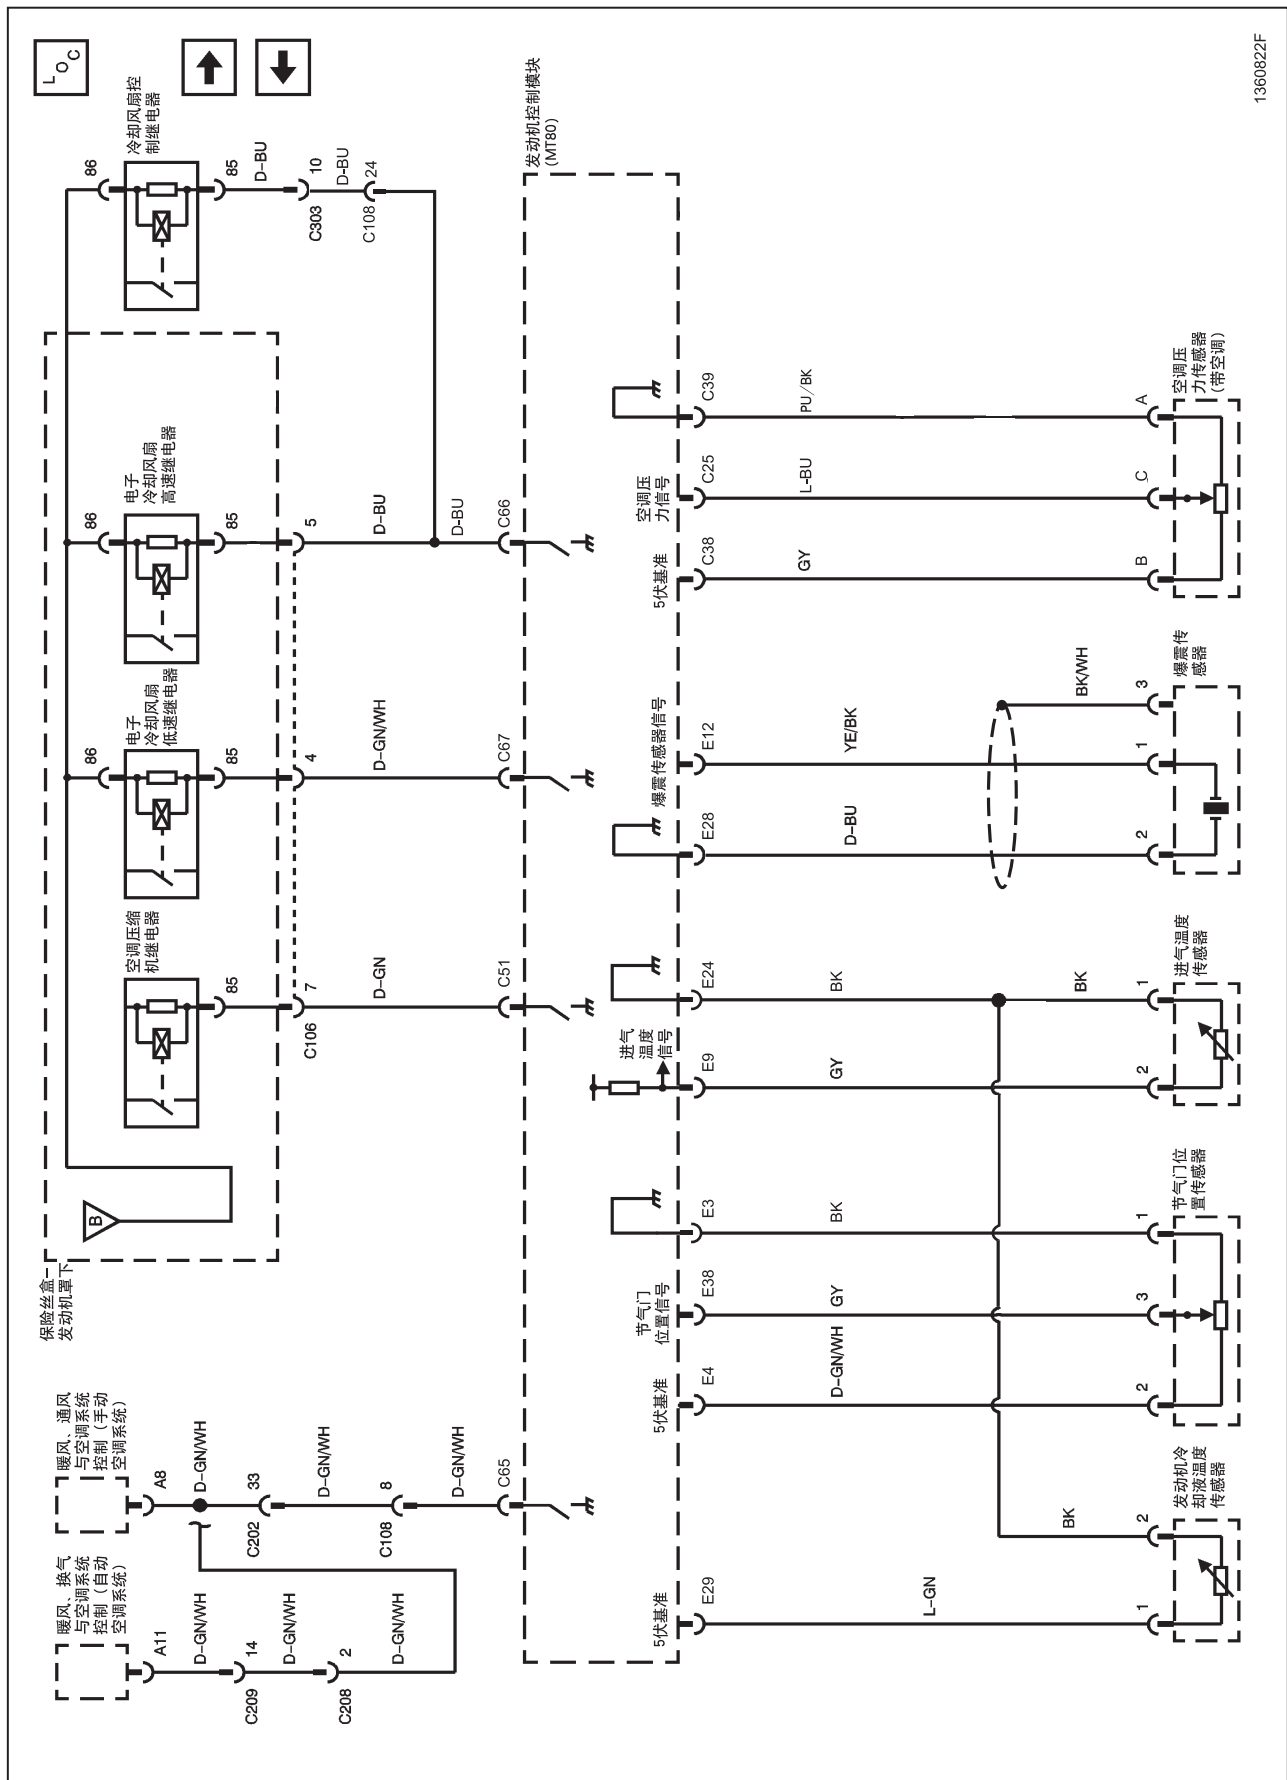 L O C
冷却风扇控
制继电器
86
85
D-BU
10
C303
D-BU
24
C108
电子
冷却风扇
高速继电器
86
85
5
D-BU
D-BU
C66
电子
冷却风扇
低速继电器
86
85
4
D-GN/WH
C67
空调压缩
机继电器
85
7
C106
D-GN
C51
B
保险丝盒-
发动机罩下
暖风、通风
与空调系统
控制（手动
空调系统）
A8
D-GN/WH
33
C202
D-GN/WH
8
C108
D-GN/WH
C65
暖风、换气
与空调系统
控制（自动
空调系统）
A11
D-GN/WH
14
C209
D-GN/WH
2
C208
D-GN/WH
发动机控制模块
(MT80)
5伏基准
E29
L-GN
1
BK
2
发动机冷
却液温度
传感器
5伏基准
E4
D-GN/WH
2
节气门
位置信号
E38
GY
3
E3
BK
1
节气门位
置传感器
进气
温度
信号
E9
GY
2
E24
BK
BK
1
进气温度
传感器
E28
D-BU
2
爆震传感器信号
E12
YE/BK
1
BK/WH
3
爆震传
感器
5伏基准
C38
GY
B
空调压
力信号
C25
L-BU
C
C39
PU/BK
A
空调压
力传感器
（带空调）
1360822F